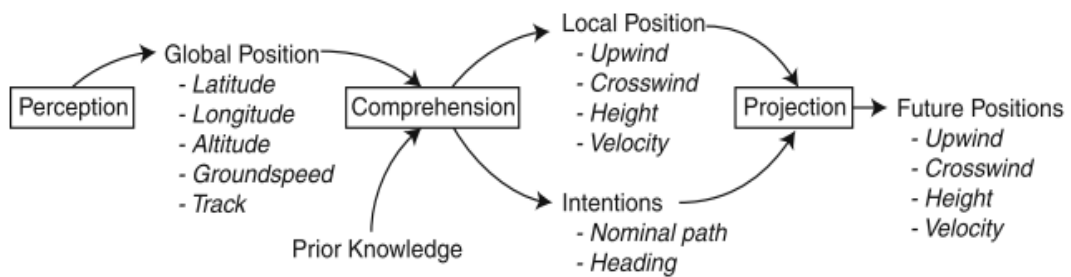 Perception
Global Position
- Latitude
- Longitude
- Altitude
- Groundspeed
- Track
Prior Knowledge
Comprehension
Local Position
- Upwind
- Crosswind
- Height
- Velocity
Intentions
- Nominal path
- Heading
Projection
Future Positions
- Upwind
- Crosswind
- Height
- Velocity